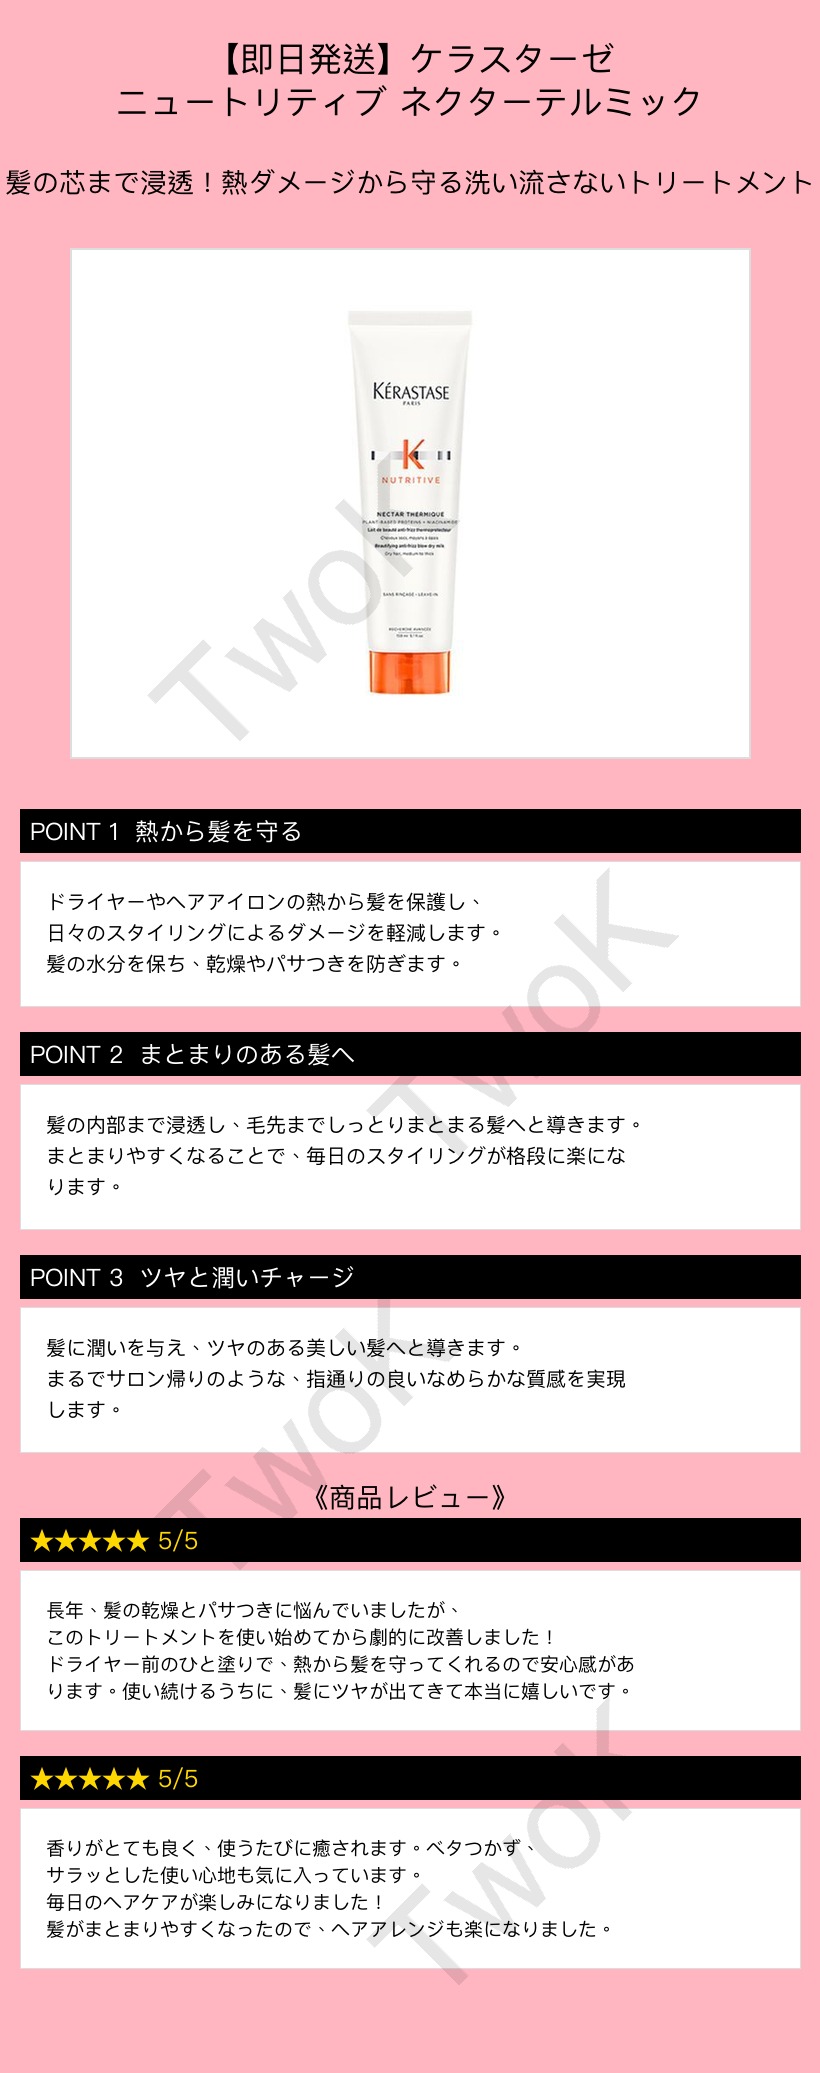 【即日発送】ケラスターゼ
ニュートリティブ ネクターテルミック
髪の芯まで浸透！熱ダメージから守る洗い流さないトリートメント
KÉRASTASE
PARIS
K
NUTRITIVE
NECTAR THERMIQUE
PLANT-BASED PROTEINS + NIACINAMIDE
Lait de beauté anti-frizz thermoprotecteur
Cheveux secs, moyens à épais
Beautifying anti-frizz blow dry milk
Dry hair, medium to thick
SANS RINÇAGE - LEAVE-IN
RECHERCHE AVANCÉE
150 ml 5.1 fl.oz
TwoK
POINT 1 熱から髪を守る
ドライヤーやヘアアイロンの熱から髪を保護し、
日々のスタイリングによるダメージを軽減します。
髪の水分を保ち、乾燥やパサつきを防ぎます。
TwoK
POINT 2 まとまりのある髪へ
髪の内部まで浸透し、毛先までしっとりまとまる髪へと導きます。
まとまりやすくなることで、毎日のスタイリングが格段に楽にな
ります。
POINT 3 ツヤと潤いチャージ
髪に潤いを与え、ツヤのある美しい髪へと導きます。
まるでサロン帰りのような、指通りの良いなめらかな質感を実現
します。
TwoK
《商品レビュー》
★★★★★ 5/5
長年、髪の乾燥とパサつきに悩んでいましたが、
このトリートメントを使い始めてから劇的に改善しました！
ドライヤー前のひと塗りで、熱から髪を守ってくれるので安心感があ
ります。使い続けるうちに、髪にツヤが出てきて本当に嬉しいです。
★★★★★ 5/5
香りがとても良く、使うたびに癒されます。ベタつかず、
サラッとした使い心地も気に入っています。
毎日のヘアケアが楽しみになりました！
髪がまとまりやすくなったので、ヘアアレンジも楽になりました。
TwoK